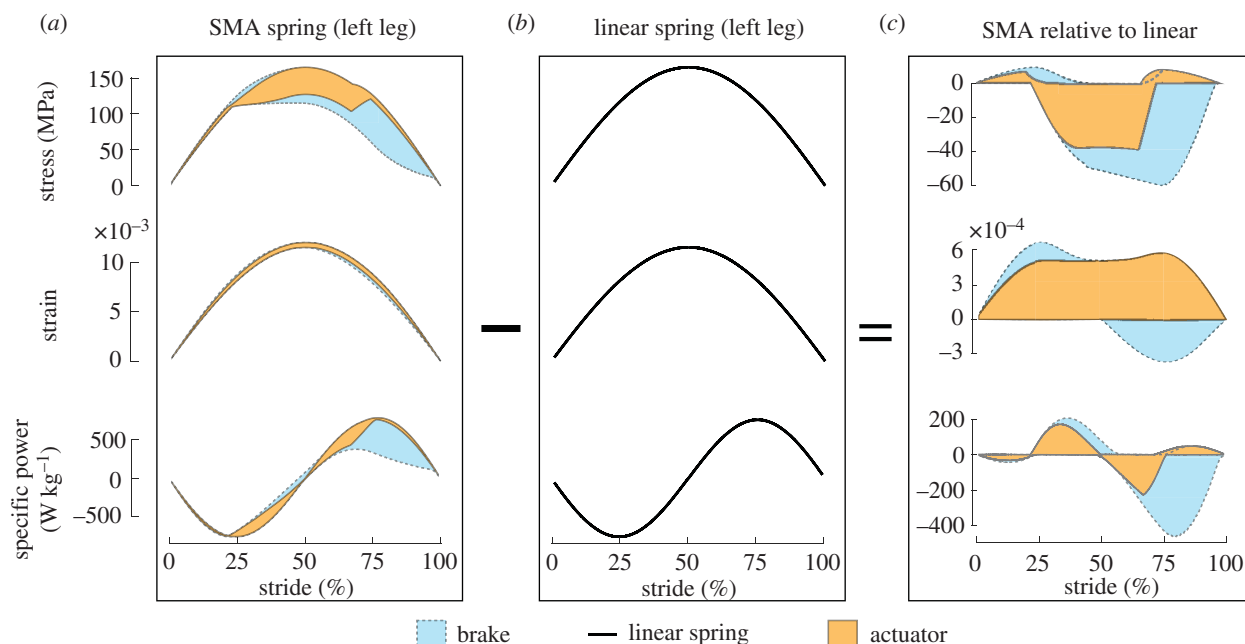 (a) SMA spring (left leg)
(b) linear spring (left leg)
(c) SMA relative to linear
stress (MPa)
150
100
50
0
0
−20
−40
−60
strain
×10−3
10
5
0
×10−4
6
3
0
−3
specific power
(W kg−1)
500
0
−500
200
0
−200
−400
0 25 50 75 100
stride (%)
0 25 50 75 100
stride (%)
0 25 50 75 100
stride (%)
brake linear spring actuator